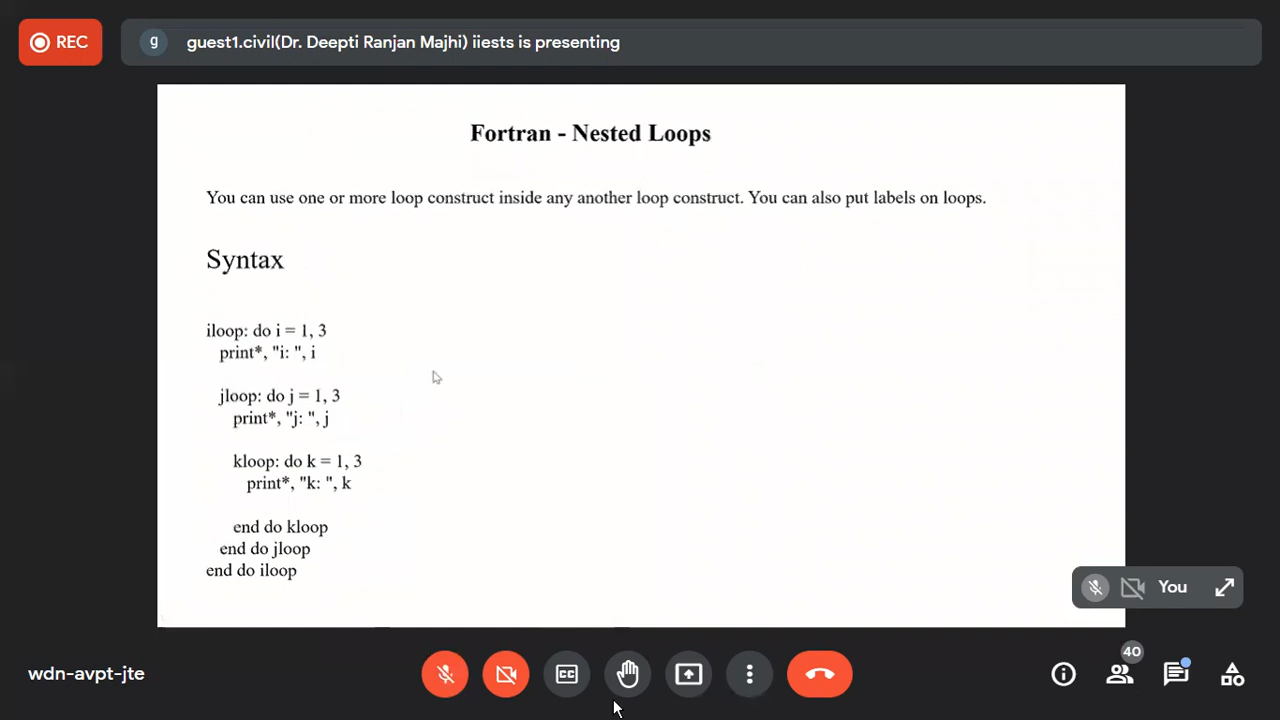 REC
g guest1.civil(Dr. Deepti Ranjan Majhi) iiests is presenting
Fortran - Nested Loops
You can use one or more loop construct inside any another loop construct. You can also put labels on loops.
Syntax
iloop: do i = 1, 3
print*, "i: ", i
jloop: do j = 1, 3
print*, "j: ", j
kloop: do k = 1, 3
print*, "k: ", k
end do kloop
end do jloop
end do iloop
You
wdn-avpt-jte
CC
40